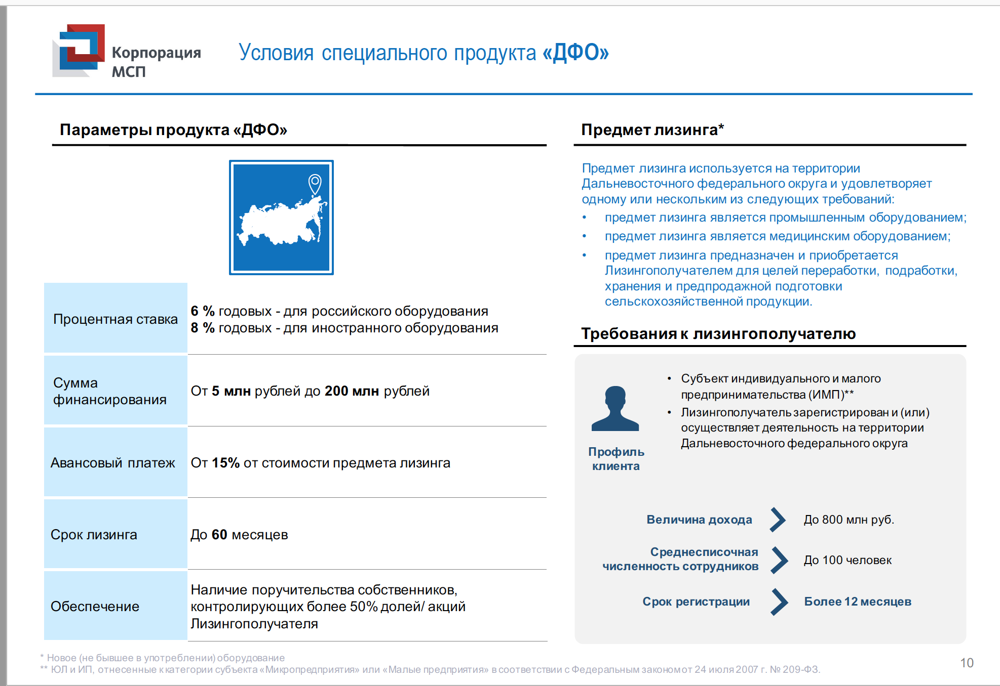 Корпорация
МСП
Условия специального продукта «ДФО»
Параметры продукта «ДФО»
Процентная ставка
6 % годовых - для российского оборудования
8 % годовых - для иностранного оборудования
Сумма
финансирования
От 5 млн рублей до 200 млн рублей
Авансовый платеж
От 15% от стоимости предмета лизинга
Срок лизинга
До 60 месяцев
Обеспечение
Наличие поручительства собственников,
контролирующих более 50% долей/ акций
Лизингополучателя
Предмет лизинга*
Предмет лизинга используется на территории
Дальневосточного федерального округа и удовлетворяет
одному или нескольким из следующих требований:
• предмет лизинга является промышленным оборудованием;
• предмет лизинга является медицинским оборудованием;
• предмет лизинга предназначен и приобретается
Лизингополучателем для целей переработки, подработки,
хранения и предпродажной подготовки
сельскохозяйственной продукции.
Требования к лизингополучателю
Профиль
клиента
• Субъект индивидуального и малого
предпринимательства (ИМП)**
• Лизингополучатель зарегистрирован и (или)
осуществляет деятельность на территории
Дальневосточного федерального округа
Величина дохода
До 800 млн руб.
Среднесписочная
численность сотрудников
До 100 человек
Срок регистрации
Более 12 месяцев
* Новое (не бывшее в употреблении) оборудование
** ЮЛ и ИП, отнесенные к категории субъекта «Микропредприятия» или «Малые предприятия» в соответствии с Федеральным законом от 24 июля 2007 г. № 209-ФЗ.
10